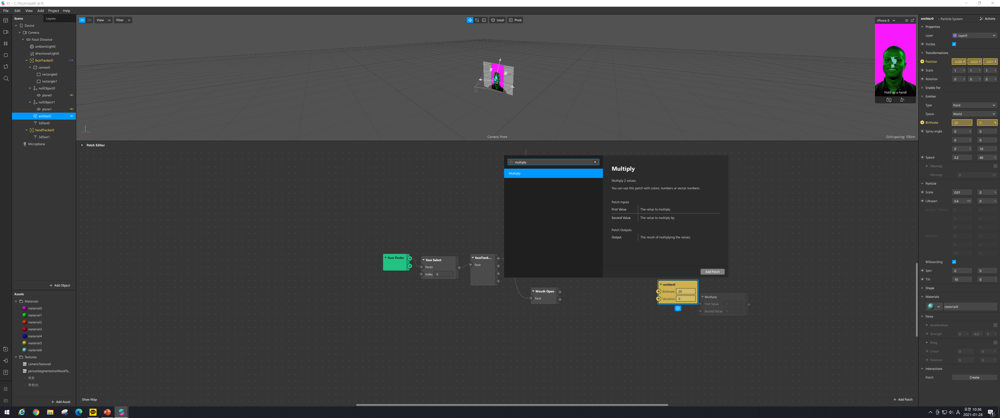 6* - C:/hyun/spark ar/6
File Edit View Add Project Help
Scene Layers
Device
Camera
Focal Distance
ambientLight0
directionalLight0
faceTracker0
canvas0
rectangle0
rectangle1
nullObject0
plane0
nullObject1
plane1
emitter0
3dText0
handTracker0
3dText1
Microphone
+ Add Object
Assets
Materials
material0
material1
material2
material3
material4
material5
material6
Textures
cameraTexture0
personSegmentationMaskTe...
하트
하트(1)
+ Add Asset
3D 2D View Filter
Local Pivot
Camera: Front
Grid spacing: 100cm
iPhone 8
Hold up a hand!
Patch Editor
multiply
Multiply
Multiply
Multiply 2 values.
You can use this patch with colors, numbers or vector numbers.
Patch Inputs
First Value The value to multiply.
Second Value The value to multiply by.
Patch Outputs
Output The result of multiplying the values.
Add Patch
Face Finder
Face Select
Faces
Index 0
faceTrack...
Face
Mouth Open
Face
emitter0
Birthrate 20
Variation 0
Multiply
First Value 0
Second Value 0
Show Map
+ Add Patch
emitter0 – Particle System Actions
Properties
Layer layer0
Visible
Transformations
Position X Y Z
Scale 1 X 1 Y 1 Z
Rotation 0 X 0 Y 0 Z
Enable For
Emitter
Type Point
Space World
Birthrate 20 0 %
Spray angle 0 X 0 °
0 Y 0 °
0 Z 10 °
Speed 0.2 40 %
Warmup
Warmup 0 SEC
Particle
Scale 0.01 0 %
Lifespan 0.4 SEC 0 %
Angular Velocity 0 0
0 0
0 0
Rotation 0 0
0 0
10 0
Billboarding
Spin 0 ° 0 °
Tilt 10 ° 0 °
Shape
Materials
material6
Force
Acceleration
Strength 0 0
Drag
Linear 0 0 %
Rotation 0 0 %
Interactions
Patch Create
TALK
A 오전 10:36
2021-01-28
1